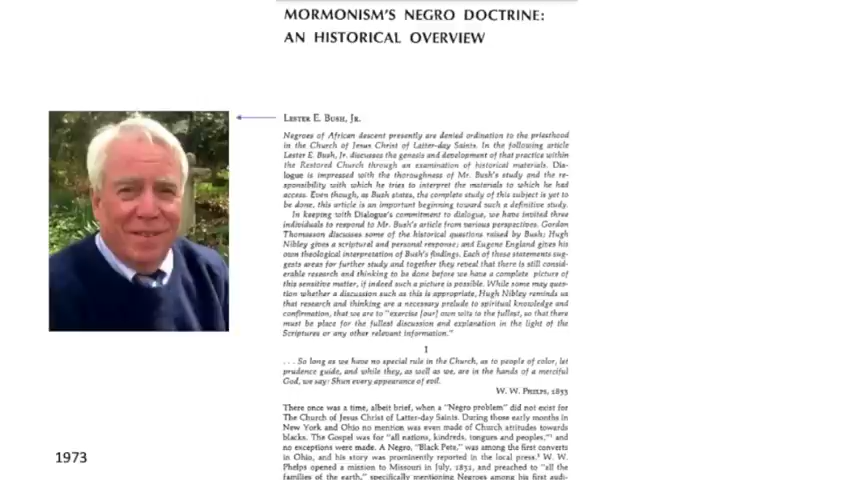 MORMONISM'S NEGRO DOCTRINE:
AN HISTORICAL OVERVIEW
LESTER E. BUSH, JR.
Negroes of African descent presently are denied ordination to the priesthood
in the Church of Jesus Christ of Latter-day Saints. In the following article
Lester E. Bush, Jr. discusses the genesis and development of that practice within
the Restored Church through an examination of historical materials. Dia-
logue is impressed with the thoroughness of Mr. Bush's study and the re-
sponsibility with which he tries to interpret the materials to which he had
access. Even though, as Bush states, the complete study of this subject is yet to
be done, this article is an important beginning toward such a definitive study.
In keeping with Dialogue's commitment to dialogue, we have invited three
individuals to respond to Mr. Bush's article from various perspectives. Gordon
Thomasson discusses some of the historical questions raised by Bush; Hugh
Nibley gives a scriptural and personal response; and Eugene England gives his
own theological interpretation of Bush's findings. Each of these statements sug-
gests areas for further study and together they reveal that there is still consid-
erable research and thinking to be done before we have a complete picture of
this sensitive matter, if indeed such a picture is possible. While some may ques-
tion whether a discussion such as this is appropriate, Hugh Nibley reminds us
that research and thinking are a necessary prelude to spiritual knowledge and
confirmation, that we are to "exercise [our] own wits to the fullest, so that there
must be place for the fullest discussion and explanation in the light of the
Scriptures or any other relevant information."
I
. . . So long as we have no special rule in the Church, as to people of color, let
prudence guide, and while they, as well as we, are in the hands of a merciful
God, we say: Shun every appearance of evil.
W. W. PHELPS, 1833
There once was a time, albeit brief, when a "Negro problem" did not exist for
The Church of Jesus Christ of Latter-day Saints. During those early months in
New York and Ohio no mention was even made of Church attitudes towards
blacks. The Gospel was for "all nations, kindreds, tongues and peoples," and
no exceptions were made. A Negro, "Black Pete," was among the first converts
in Ohio, and his story was prominently reported in the local press. W. W.
Phelps opened a mission to Missouri in July, 1831, and preached to "all the
families of the earth," specifically mentioning Negroes among his first audi-
1973